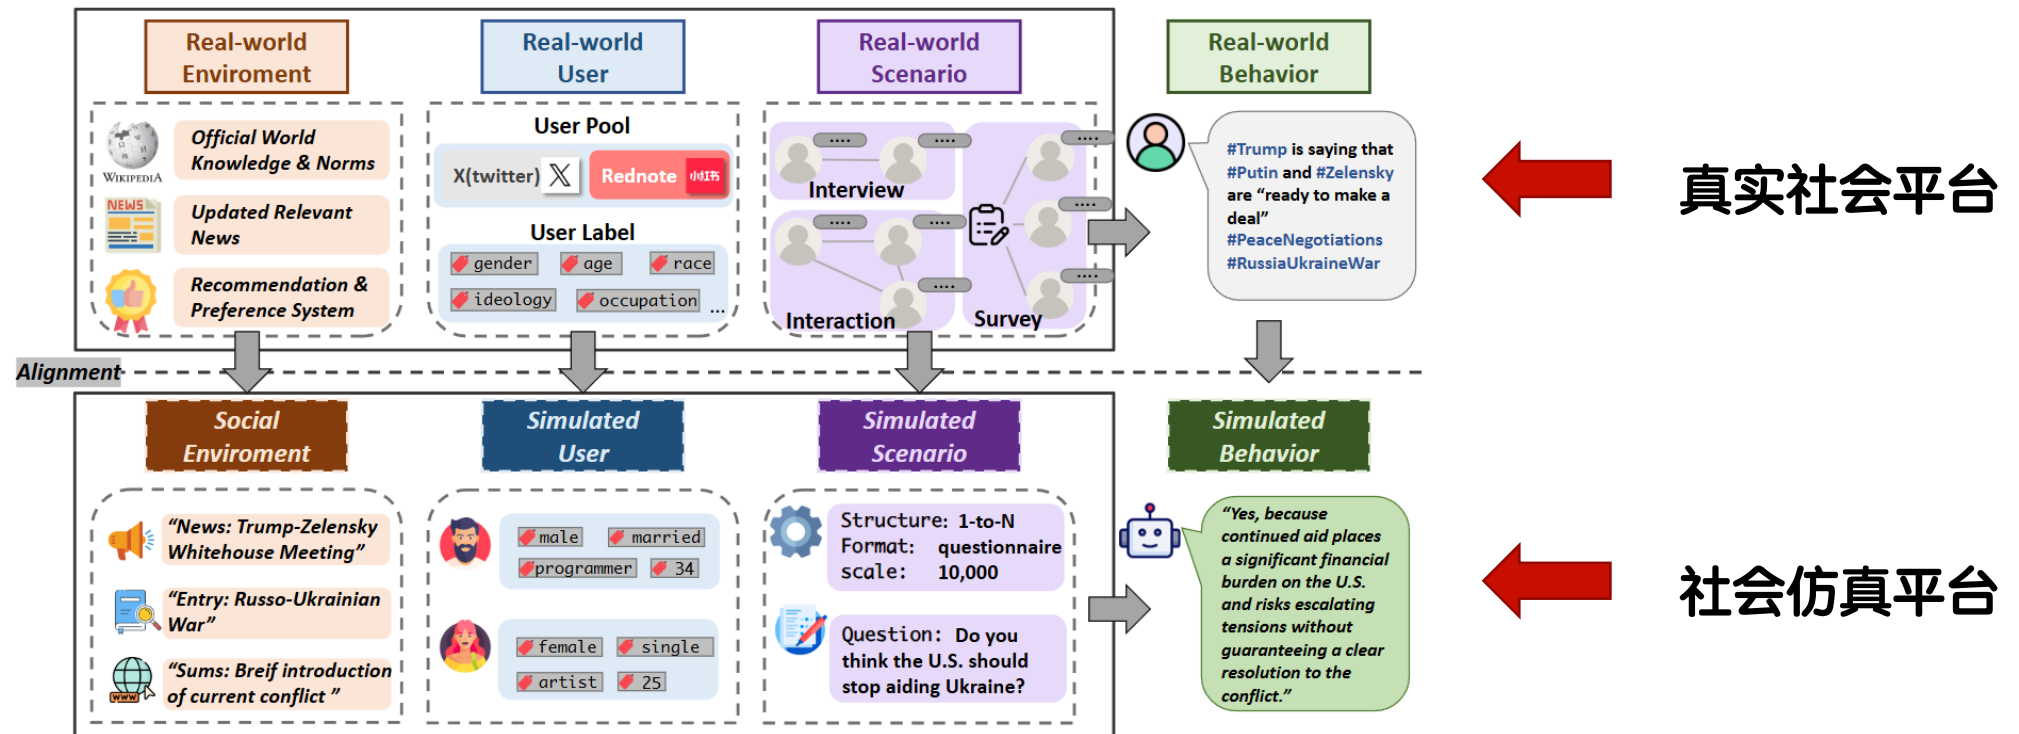 Real-world
Enviroment
Real-world
User
Real-world
Scenario
Real-world
Behavior
WIKIPEDIA
Official World
Knowledge & Norms
NEWS
Updated Relevant
News
Recommendation &
Preference System
User Pool
X(twitter)
Rednote
小红书
User Label
gender
age
race
ideology
occupation
...
....
....
Interview
....
....
....
Interaction
....
....
....
Survey
#Trump is saying that
#Putin and #Zelensky
are “ready to make a
deal”
#PeaceNegotiations
#RussiaUkraineWar
真实社会平台
Alignment
Social
Enviroment
Simulated
User
Simulated
Scenario
Simulated
Behavior
“News: Trump-Zelensky
Whitehouse Meeting”
“Entry: Russo-Ukrainian
War”
www
“Sums: Breif introduction
of current conflict ”
male
married
programmer
34
female
single
artist
25
Structure: 1-to-N
Format: questionnaire
scale: 10,000
Question: Do you
think the U.S. should
stop aiding Ukraine?
“Yes, because
continued aid places
a significant financial
burden on the U.S.
and risks escalating
tensions without
guaranteeing a clear
resolution to the
conflict.”
社会仿真平台